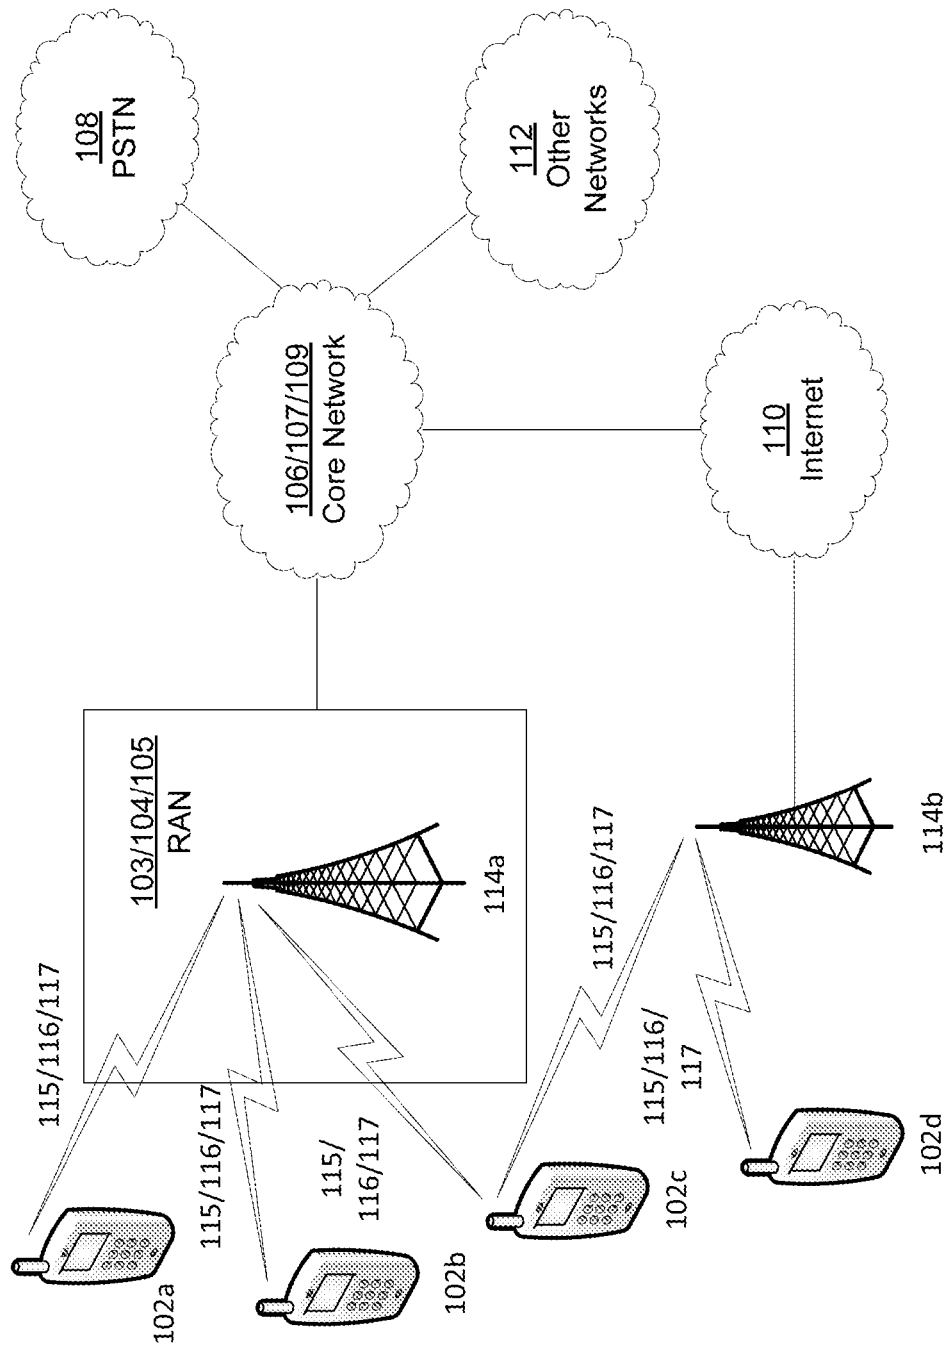 115/116/117
102a
103/104/105
RAN
114a
115/116/117
102b
115/
116/117
106/107/109
Core Network
108
PSTN
112
Other
Networks
102c
115/116/117
114b
115/116/
117
102d
110
Internet